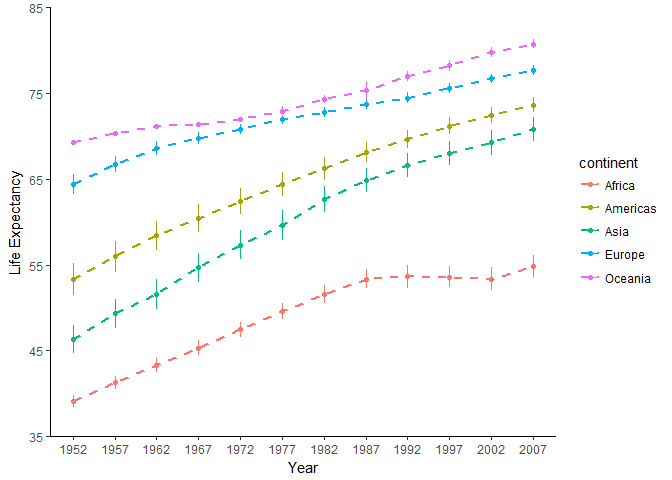 85
75
65
55
45
35
Life Expectancy
1952 1957 1962 1967 1972 1977 1982 1987 1992 1997 2002 2007
Year
continent
Africa
Americas
Asia
Europe
Oceania